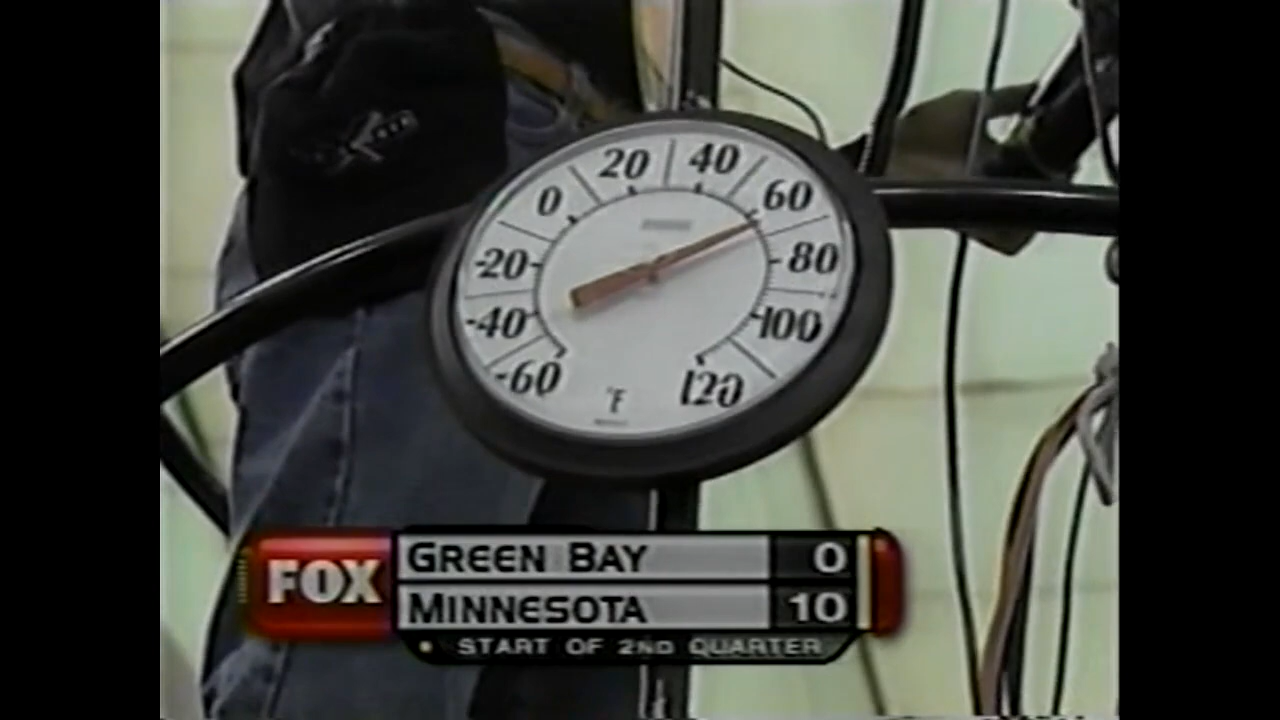 20 40
0 60
-20 80
-40 100
-60 120
°F
FOX
GREEN BAY 0
MINNESOTA 10
START OF 2ND QUARTER